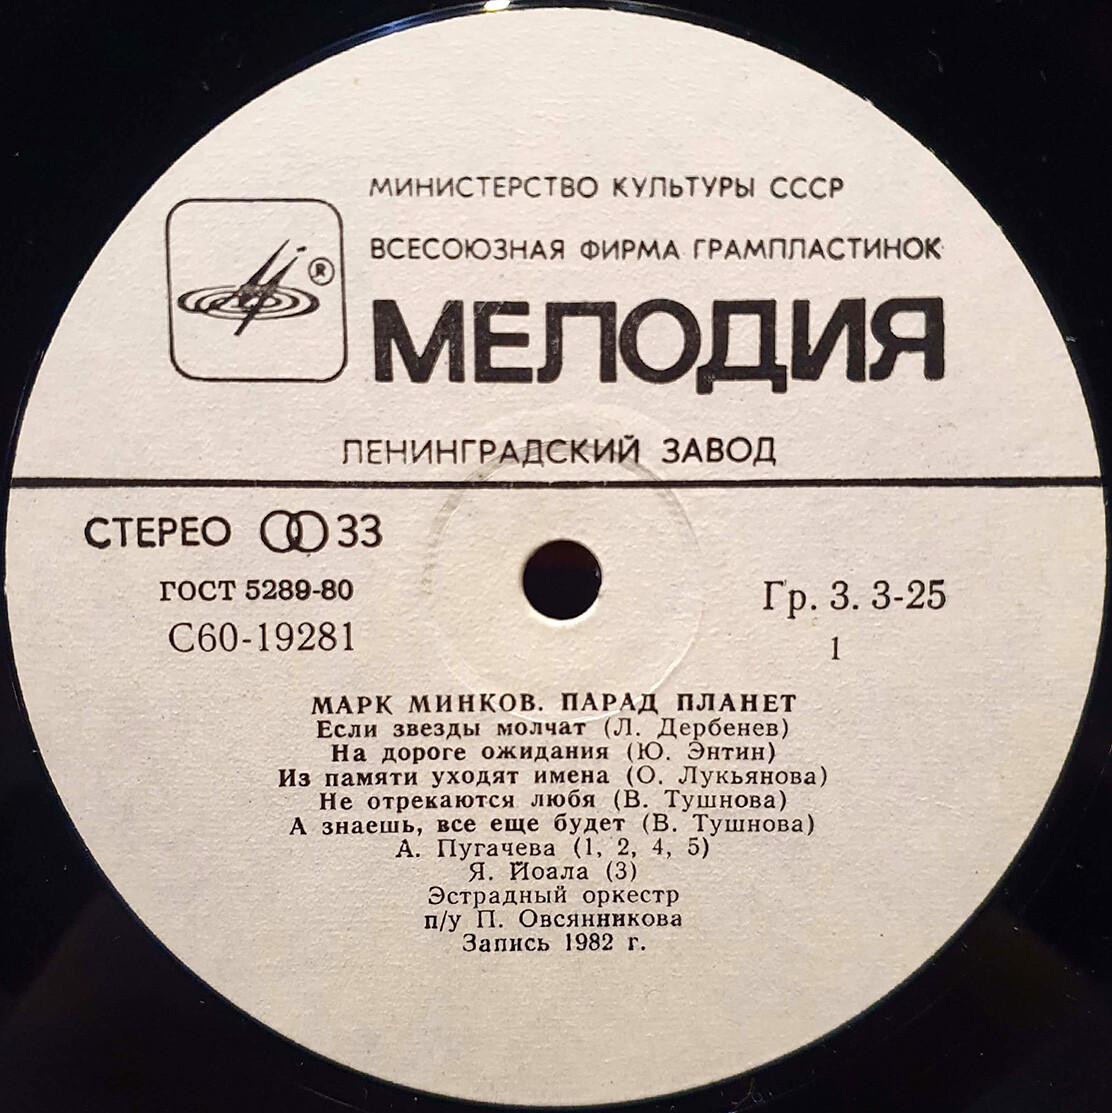 МИНИСТЕРСТВО КУЛЬТУРЫ СССР
ВСЕСОЮЗНАЯ ФИРМА ГРАМПЛАСТИНОК
®
МЕЛОДИЯ
ЛЕНИНГРАДСКИЙ ЗАВОД
СТЕРЕО 33
ГОСТ 5289-80
Гр. 3. 3-25
С60-19281
1
МАРК МИНКОВ. ПАРАД ПЛАНЕТ
Если звезды молчат (Л. Дербенев)
На дороге ожидания (Ю. Энтин)
Из памяти уходят имена (О. Лукьянова)
Не отрекаются любя (В. Тушнова)
А знаешь, все еще будет (В. Тушнова)
А. Пугачева (1, 2, 4, 5)
Я. Йоала (3)
Эстрадный оркестр
п/у П. Овсянникова
Запись 1982 г.